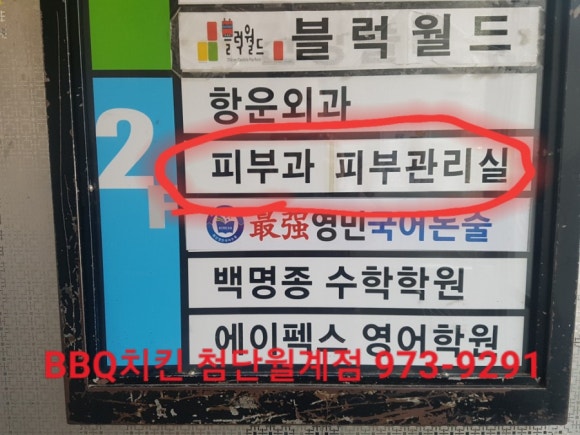 블럭월드 블럭월드
항운외과
2F
피부과 피부관리실
最强영민국어논술
백명종 수학학원
에이펙스 영어학원
BBQ치킨 첨단월계점 973-9291